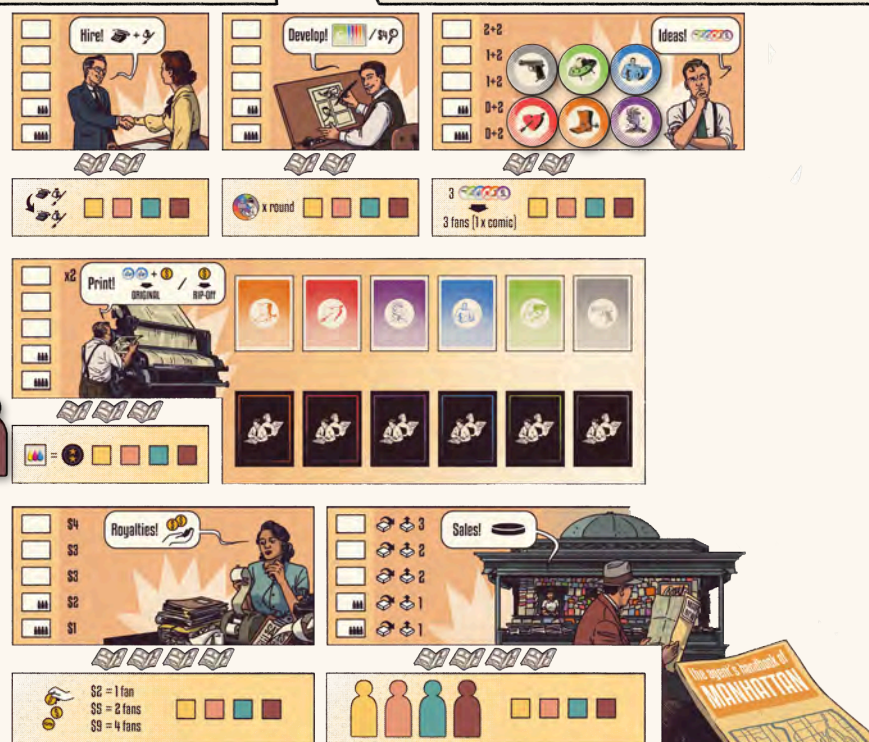 Hire! +
Develop! / $4
2+2
1+2
1+2
0+2
0+2
Ideas!
x round
3
3 fans (1 x comic)
x2
Print! + /
ORIGINAL RIP-OFF
=
$4
$3
$3
$2
$1
Royalties!
3
2
2
1
1
Sales!
$2 = 1 fan
$5 = 2 fans
$9 = 4 fans
the agent's handbook of
MANHATTAN